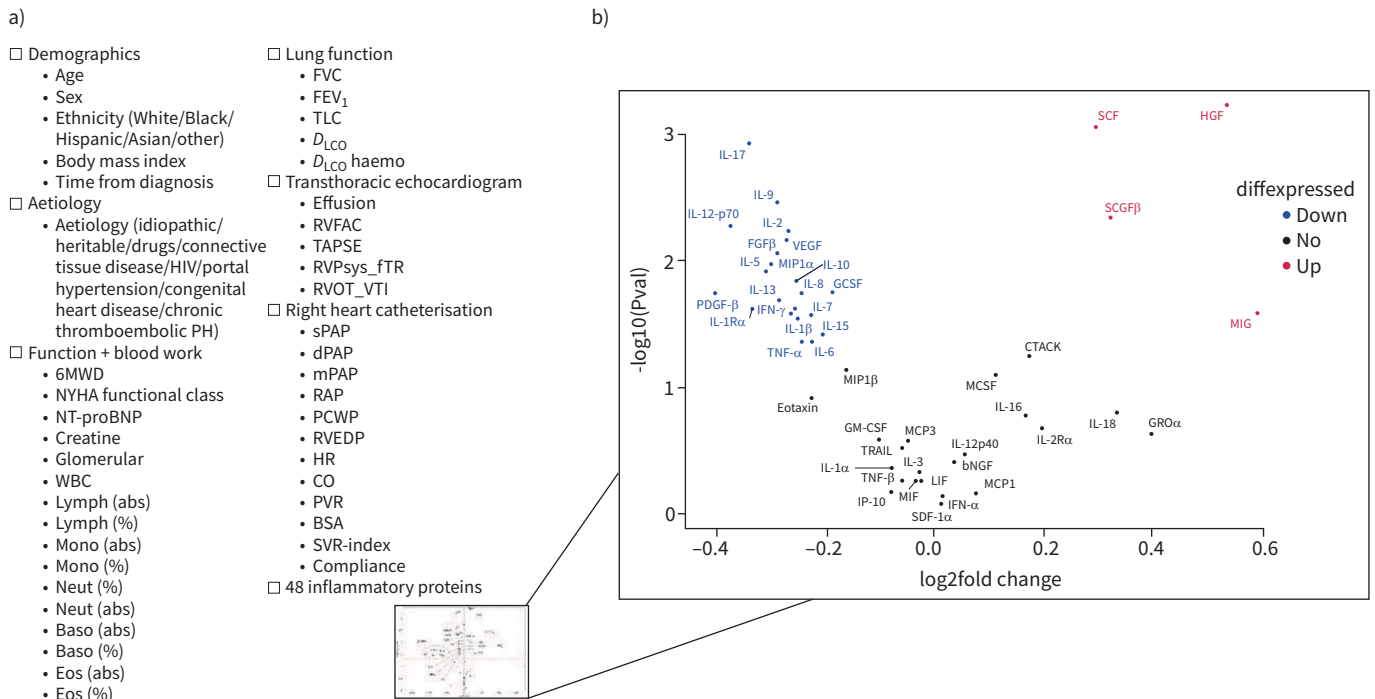 a)
☐ Demographics
• Age
• Sex
• Ethnicity (White/Black/
Hispanic/Asian/other)
• Body mass index
• Time from diagnosis
☐ Aetiology
• Aetiology (idiopathic/
heritable/drugs/connective
tissue disease/HIV/portal
hypertension/congenital
heart disease/chronic
thromboembolic PH)
☐ Function + blood work
• 6MWD
• NYHA functional class
• NT-proBNP
• Creatine
• Glomerular
• WBC
• Lymph (abs)
• Lymph (%)
• Mono (abs)
• Mono (%)
• Neut (%)
• Neut (abs)
• Baso (abs)
• Baso (%)
• Eos (abs)
• Eos (%)
☐ Lung function
• FVC
• FEV1
• TLC
• DLCO
• DLCO haemo
☐ Transthoracic echocardiogram
• Effusion
• RVFAC
• TAPSE
• RVPsys_fTR
• RVOT_VTI
☐ Right heart catheterisation
• sPAP
• dPAP
• mPAP
• RAP
• PCWP
• RVEDP
• HR
• CO
• PVR
• BSA
• SVR-index
• Compliance
☐ 48 inflammatory proteins
b)
-log10(Pval)
3
2
1
0
SCF
HGF
IL-17
IL-9
IL-12-p70
IL-2
SCGFβ
FGFβ
VEGF
IL-5
MIP1α
IL-10
IL-13
IL-8
GCSF
PDGF-β
IL-1Rα
IFN-γ
IL-7
IL-1β
IL-15
MIG
TNF-α
IL-6
CTACK
MIP1β
MCSF
Eotaxin
IL-16
IL-18
GROα
GM-CSF
MCP3
IL-2Rα
TRAIL
IL-12p40
IL-1α
IL-3
bNGF
TNF-β
LIF
MCP1
IP-10
MIF
IFN-α
SDF-1α
diffexpressed
Down
No
Up
−0.4
−0.2
0.0
0.2
0.4
0.6
log2fold change